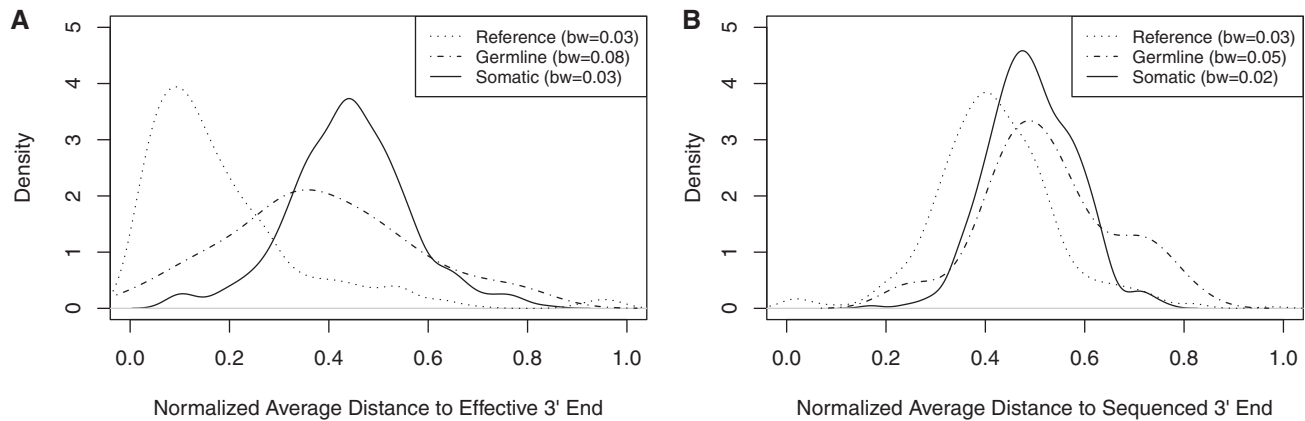 A
5
4
3
2
1
0
Density
Reference (bw=0.03)
Germline (bw=0.08)
Somatic (bw=0.03)
0.0 0.2 0.4 0.6 0.8 1.0
Normalized Average Distance to Effective 3' End
B
5
4
3
2
1
0
Density
Reference (bw=0.03)
Germline (bw=0.05)
Somatic (bw=0.02)
0.0 0.2 0.4 0.6 0.8 1.0
Normalized Average Distance to Sequenced 3' End